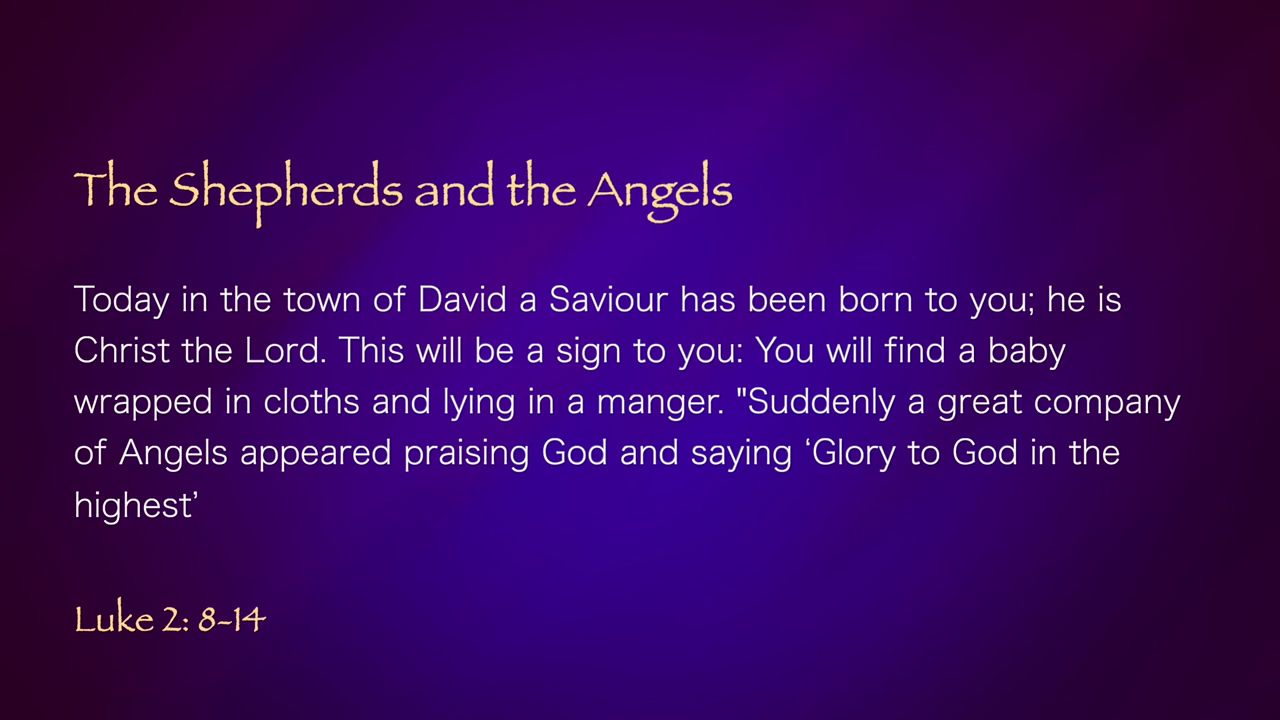 The Shepherds and the Angels
Today in the town of David a Saviour has been born to you; he is
Christ the Lord. This will be a sign to you: You will find a baby
wrapped in cloths and lying in a manger. "Suddenly a great company
of Angels appeared praising God and saying ‘Glory to God in the
highest’
Luke 2: 8-14